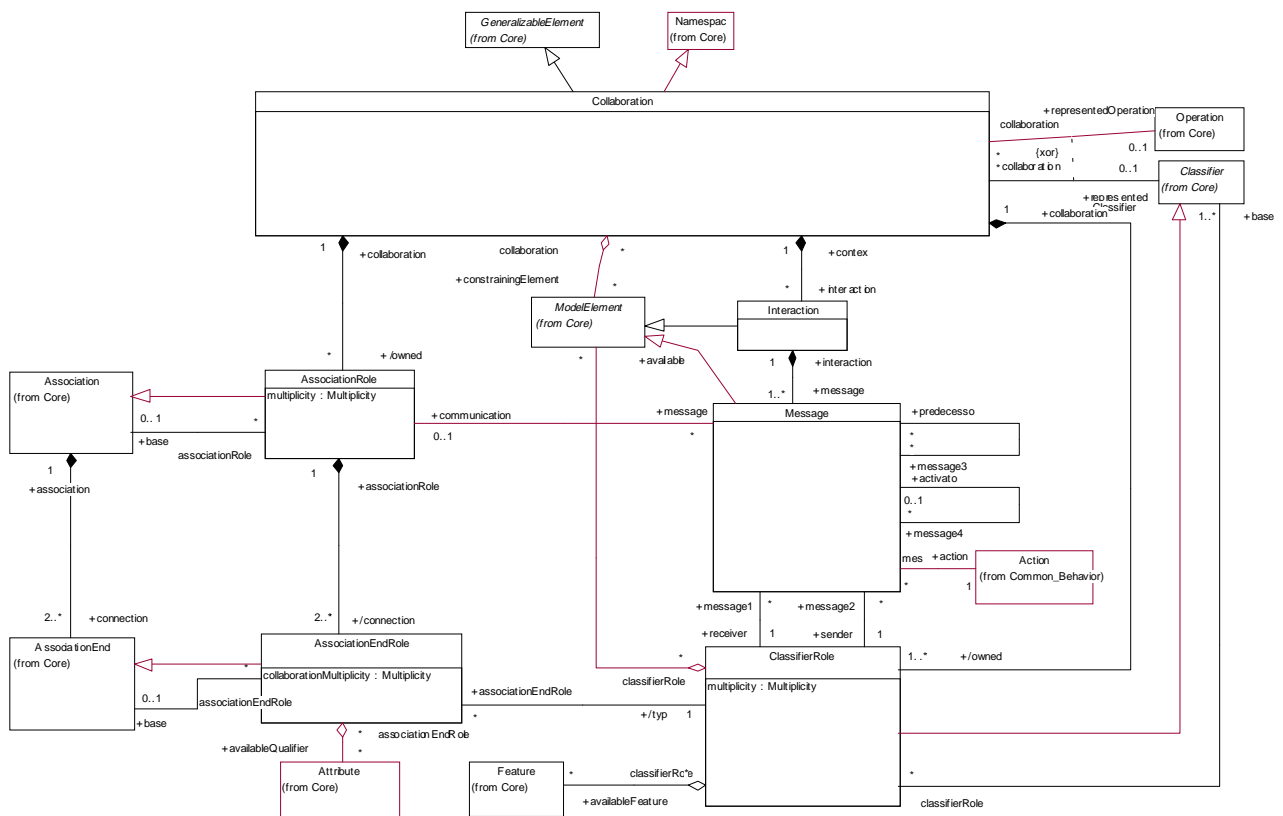 GeneralizableElement
(from Core)
Namespac
(from Core)
Collaboration
+representedOperation
collaboration
Operation
(from Core)
*
{xor}
0..1
*
collaboration
0..1
Classifier
(from Core)
+represented
Classifier
1
+collaboration
1..*
+base
1
+collaboration
collaboration
*
1
+contex
+constrainingElement
*
*
+interaction
ModelElement
(from Core)
Interaction
*
+available
1
+interaction
*
+/owned
1..*
+message
Association
(from Core)
AssociationRole
multiplicity : Multiplicity
0..1
*
+base
associationRole
+communication
0..1
+message
*
Message
+predecesso
*
*
+message3
+activato
0..1
*
+message4
1
+association
1
+associationRole
mes
+action
*
1
Action
(from Common_Behavior)
2..*
+connection
2..*
+/connection
+message1
*
+message2
*
+receiver
1
+sender
1
AssociationEnd
(from Core)
AssociationEndRole
collaborationMultiplicity : Multiplicity
*
0..1
associationEndRole
+base
*
classifierRole
ClassifierRole
multiplicity : Multiplicity
1..*
+/owned
+associationEndRole
*
+/typ
1
+availableQualifier
*
associationEndRole
*
Attribute
(from Core)
Feature
(from Core)
*
classifierRole
*
+availableFeature
*
classifierRole